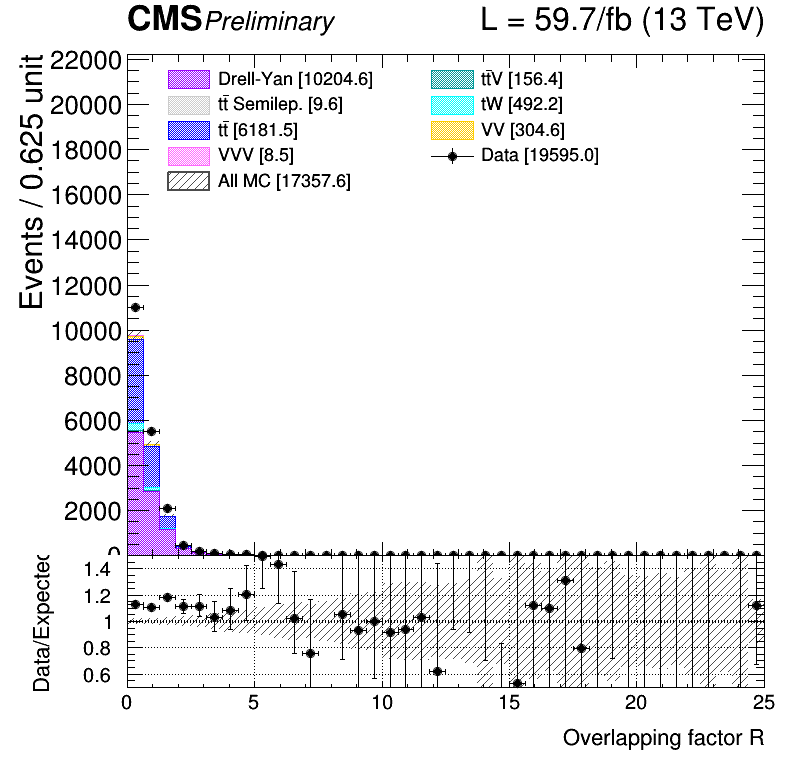 CMS Preliminary L = 59.7/fb (13 TeV)
Events / 0.625 unit
22000
20000
18000
16000
14000
12000
10000
8000
6000
4000
2000
0
Drell-Yan [10204.6]
tt̄ Semilep. [9.6]
tt̄ [6181.5]
VVV [8.5]
All MC [17357.6]
tt̄V [156.4]
tW [492.2]
VV [304.6]
Data [19595.0]
Data/Expected
1.4
1.2
1
0.8
0.6
0 5 10 15 20 25
Overlapping factor R